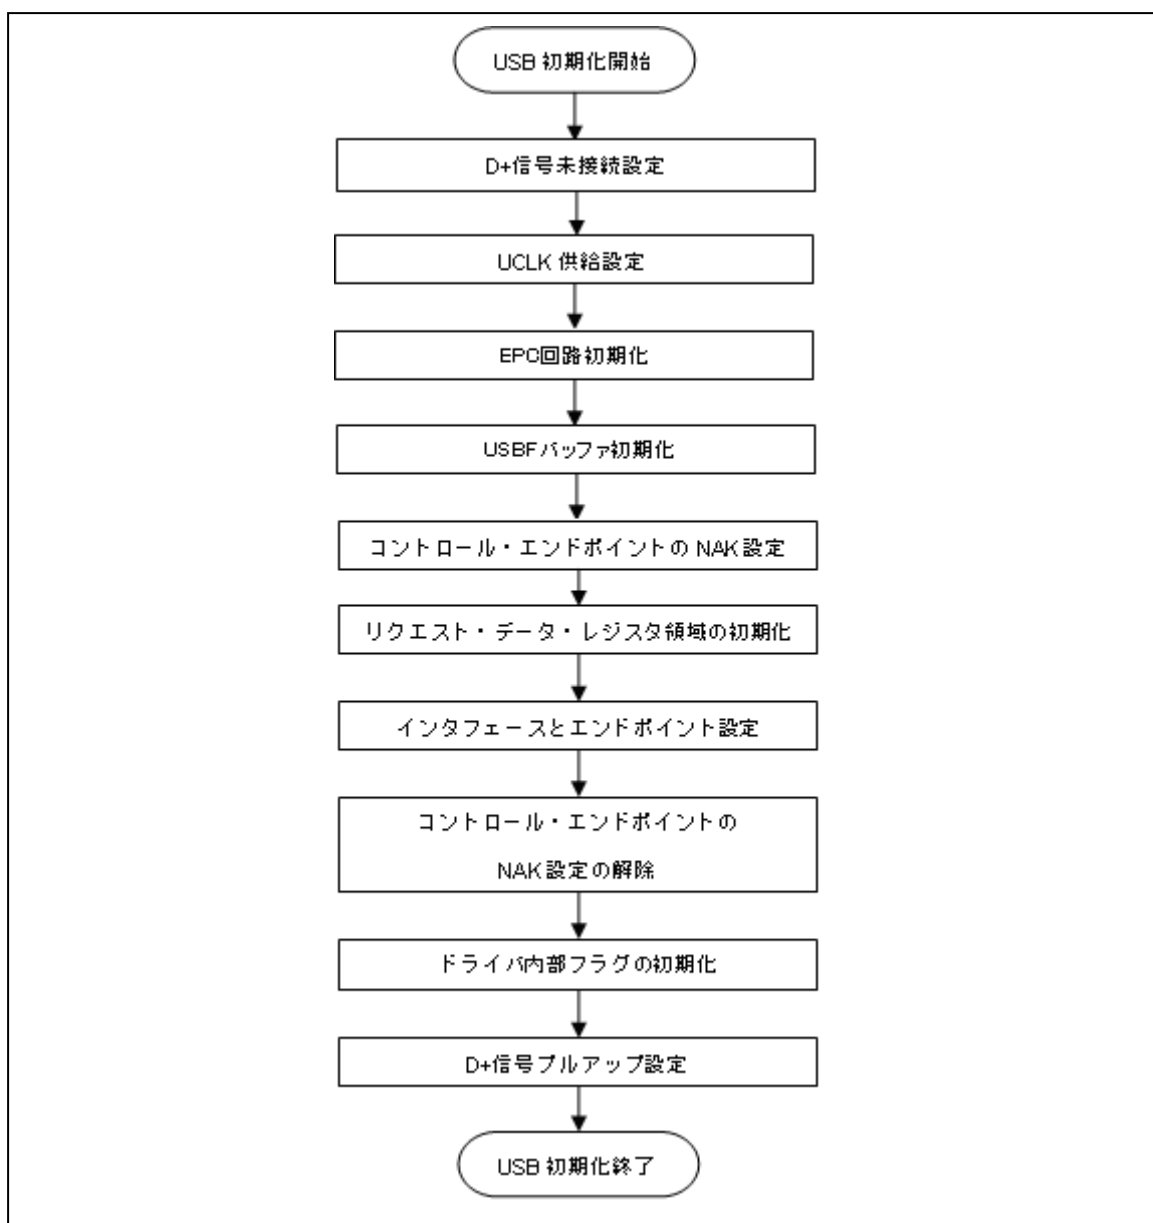 USB 初期化開始
D+信号未接続設定
UCLK 供給設定
EPC回路初期化
USBFバッファ初期化
コントロール・エンドポイントの NAK 設定
リクエスト・データ・レジスタ領域の初期化
インタフェースとエンドポイント設定
コントロール・エンドポイントの
NAK 設定の解除
ドライバ内部フラグの初期化
D+信号プルアップ設定
USB 初期化終了